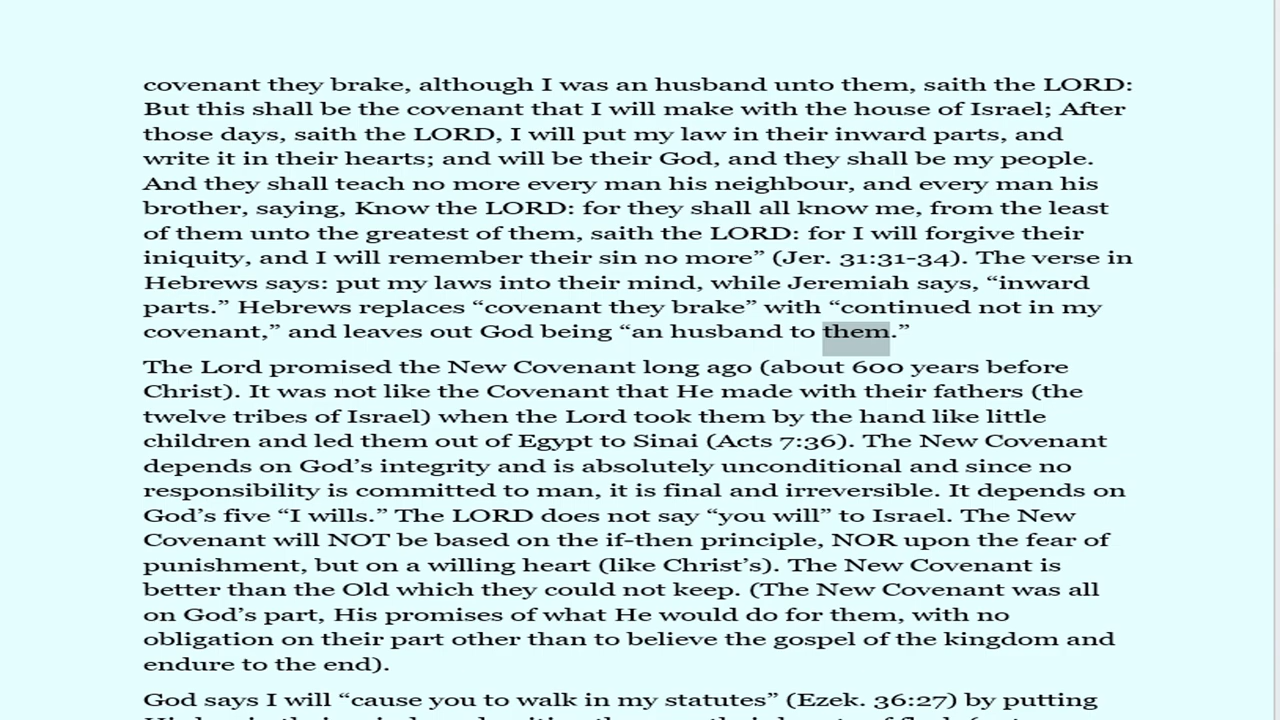 covenant they brake, although I was an husband unto them, saith the LORD:
But this shall be the covenant that I will make with the house of Israel; After
those days, saith the LORD, I will put my law in their inward parts, and
write it in their hearts; and will be their God, and they shall be my people.
And they shall teach no more every man his neighbour, and every man his
brother, saying, Know the LORD: for they shall all know me, from the least
of them unto the greatest of them, saith the LORD: for I will forgive their
iniquity, and I will remember their sin no more” (Jer. 31:31-34). The verse in
Hebrews says: put my laws into their mind, while Jeremiah says, “inward
parts.” Hebrews replaces “covenant they brake” with “continued not in my
covenant,” and leaves out God being “an husband to them.”
The Lord promised the New Covenant long ago (about 600 years before
Christ). It was not like the Covenant that He made with their fathers (the
twelve tribes of Israel) when the Lord took them by the hand like little
children and led them out of Egypt to Sinai (Acts 7:36). The New Covenant
depends on God’s integrity and is absolutely unconditional and since no
responsibility is committed to man, it is final and irreversible. It depends on
God’s five “I wills.” The LORD does not say “you will” to Israel. The New
Covenant will NOT be based on the if-then principle, NOR upon the fear of
punishment, but on a willing heart (like Christ’s). The New Covenant is
better than the Old which they could not keep. (The New Covenant was all
on God’s part, His promises of what He would do for them, with no
obligation on their part other than to believe the gospel of the kingdom and
endure to the end).
God says I will “cause you to walk in my statutes” (Ezek. 36:27) by putting